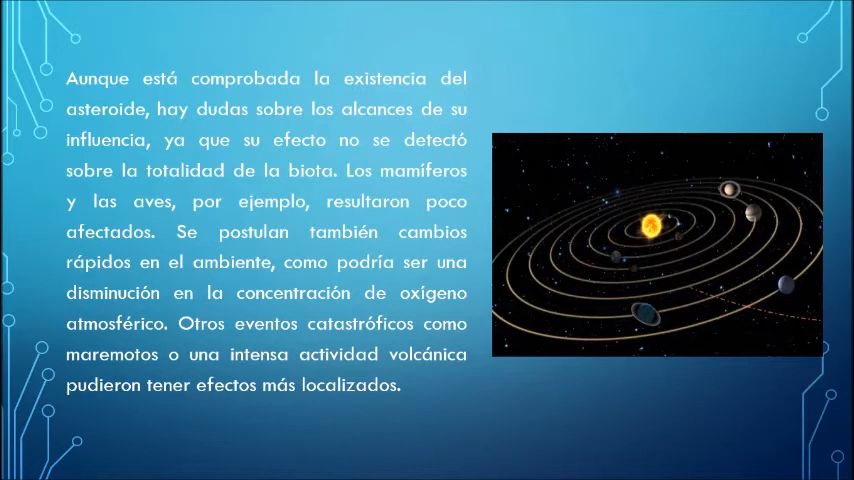 Aunque está comprobada la existencia del
asteroide, hay dudas sobre los alcances de su
influencia, ya que su efecto no se detectó
sobre la totalidad de la biota. Los mamíferos
y las aves, por ejemplo, resultaron poco
afectados. Se postulan también cambios
rápidos en el ambiente, como podría ser una
disminución en la concentración de oxígeno
atmosférico. Otros eventos catastróficos como
maremotos o una intensa actividad volcánica
pudieron tener efectos más localizados.